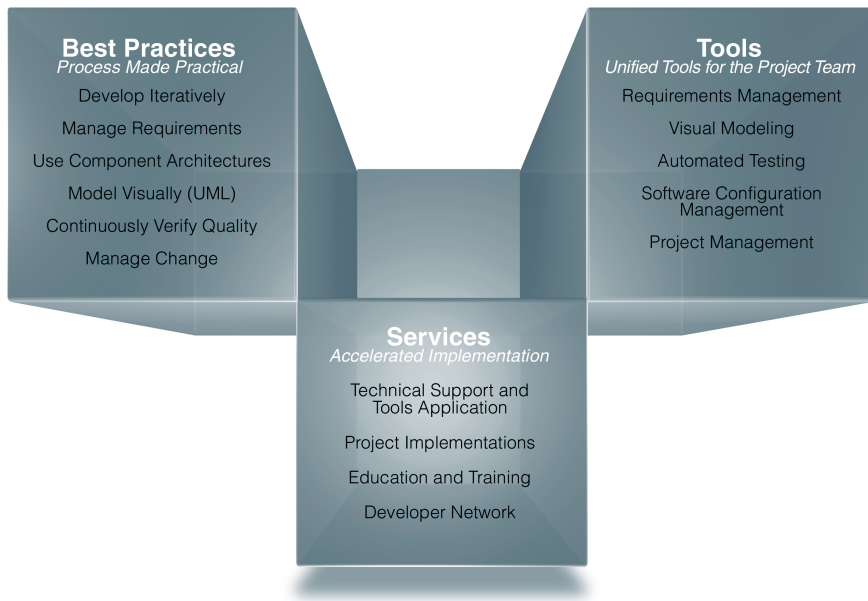 Best Practices
Process Made Practical
Develop Iteratively
Manage Requirements
Use Component Architectures
Model Visually (UML)
Continuously Verify Quality
Manage Change
Tools
Unified Tools for the Project Team
Requirements Management
Visual Modeling
Automated Testing
Software Configuration
Management
Project Management
Services
Accelerated Implementation
Technical Support and
Tools Application
Project Implementations
Education and Training
Developer Network